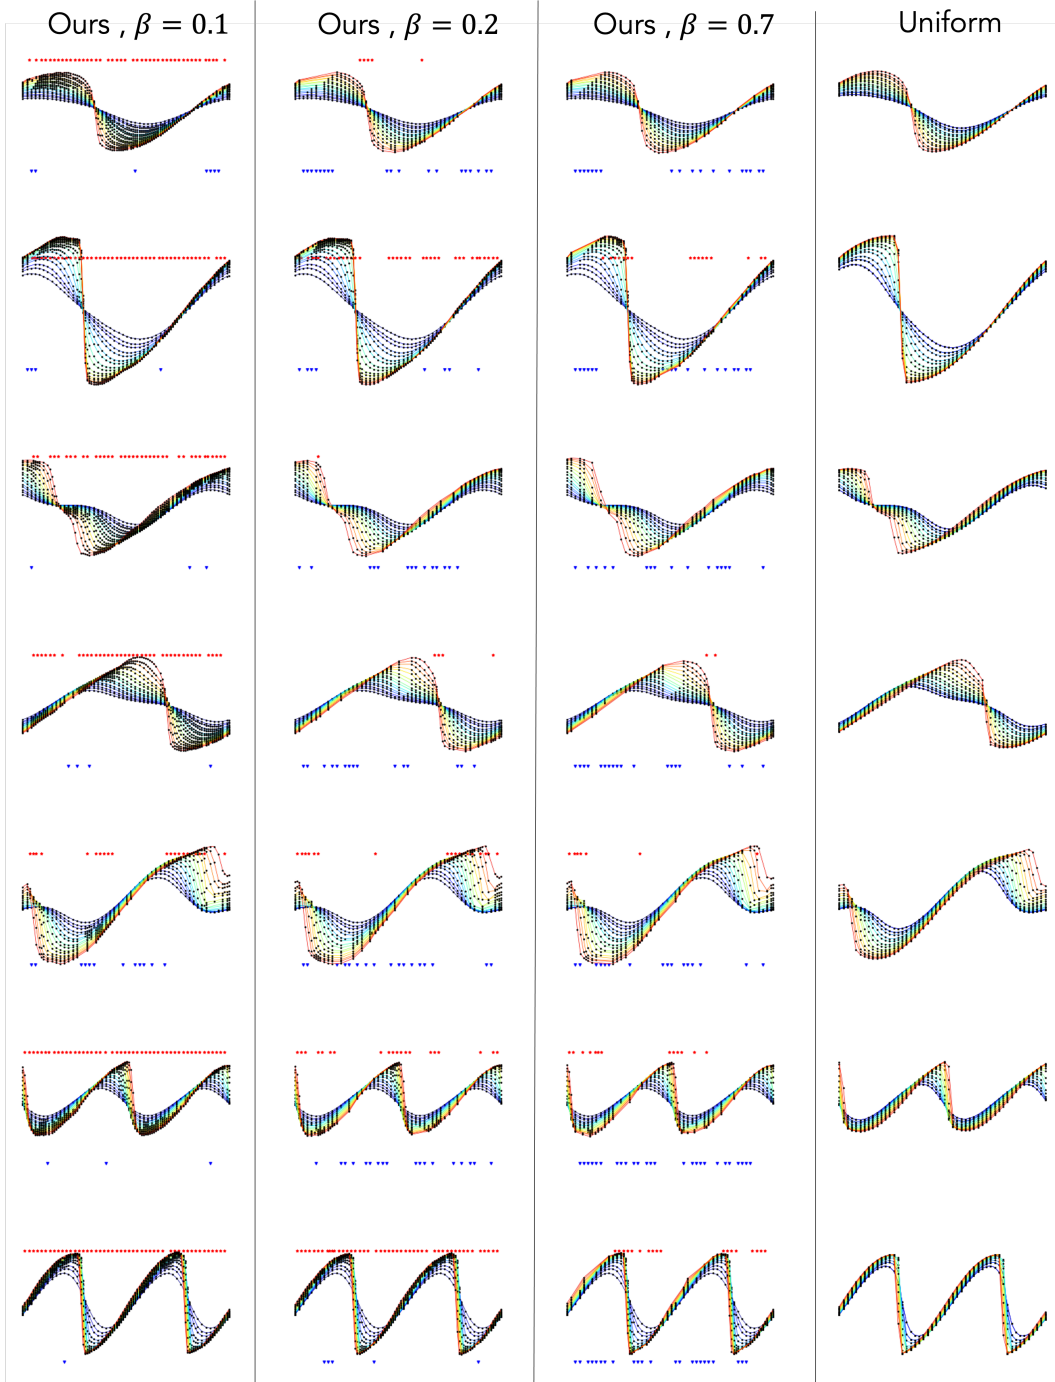 Ours , β = 0.1
Ours , β = 0.2
Ours , β = 0.7
Uniform